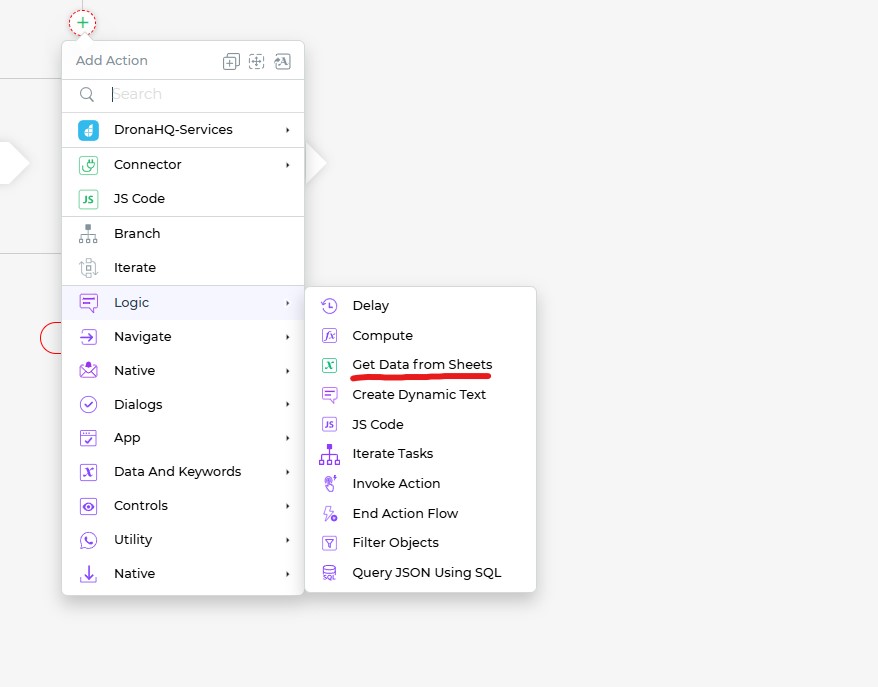 Add Action
Search
DronaHQ-Services
Connector
JS
JS Code
Branch
Iterate
Logic
Navigate
Native
Dialogs
App
Data And Keywords
Controls
Utility
Native
Delay
fx Compute
X Get Data from Sheets
Create Dynamic Text
JS JS Code
Iterate Tasks
Invoke Action
End Action Flow
Filter Objects
SQL Query JSON Using SQL